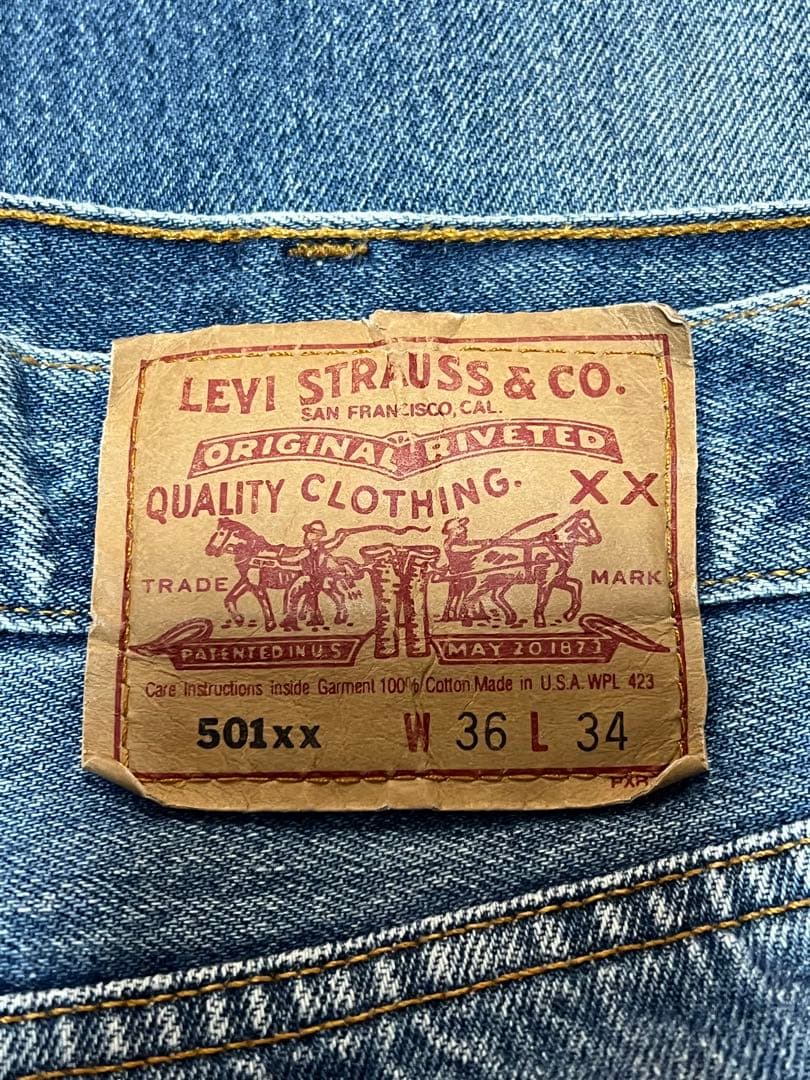 LEVI STRAUSS & CO.
SAN FRANCISCO, CAL.
ORIGINAL RIVETED
QUALITY CLOTHING. XX
TRADE MARK
PATENTED IN U.S MAY 20 1873
Care Instructions inside Garment 100% Cotton Made in U.S.A. WPL 423
501xx W 36 L 34